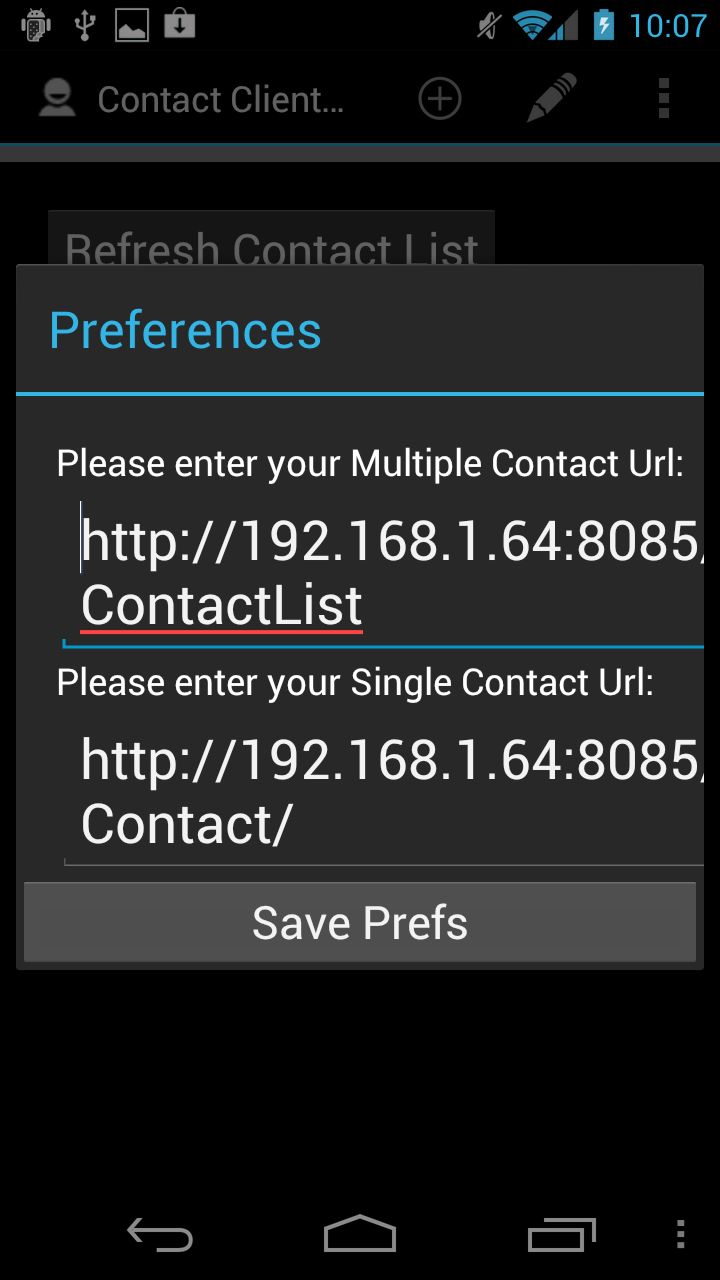 10:07
Contact Client...
Refresh Contact List
Preferences
Please enter your Multiple Contact Url:
http://192.168.1.64:8085/
ContactList
Please enter your Single Contact Url:
http://192.168.1.64:8085/
Contact/
Save Prefs